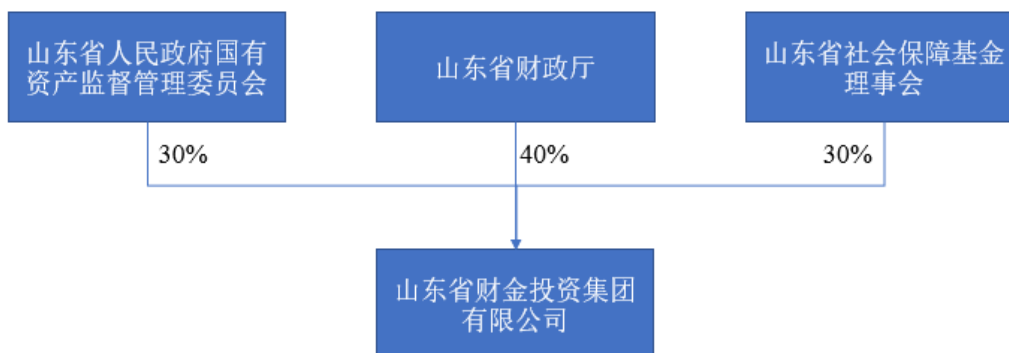 山东省人民政府国有
资产监督管理委员会
山东省财政厅
山东省社会保障基金
理事会
30%
40%
30%
山东省财金投资集团
有限公司